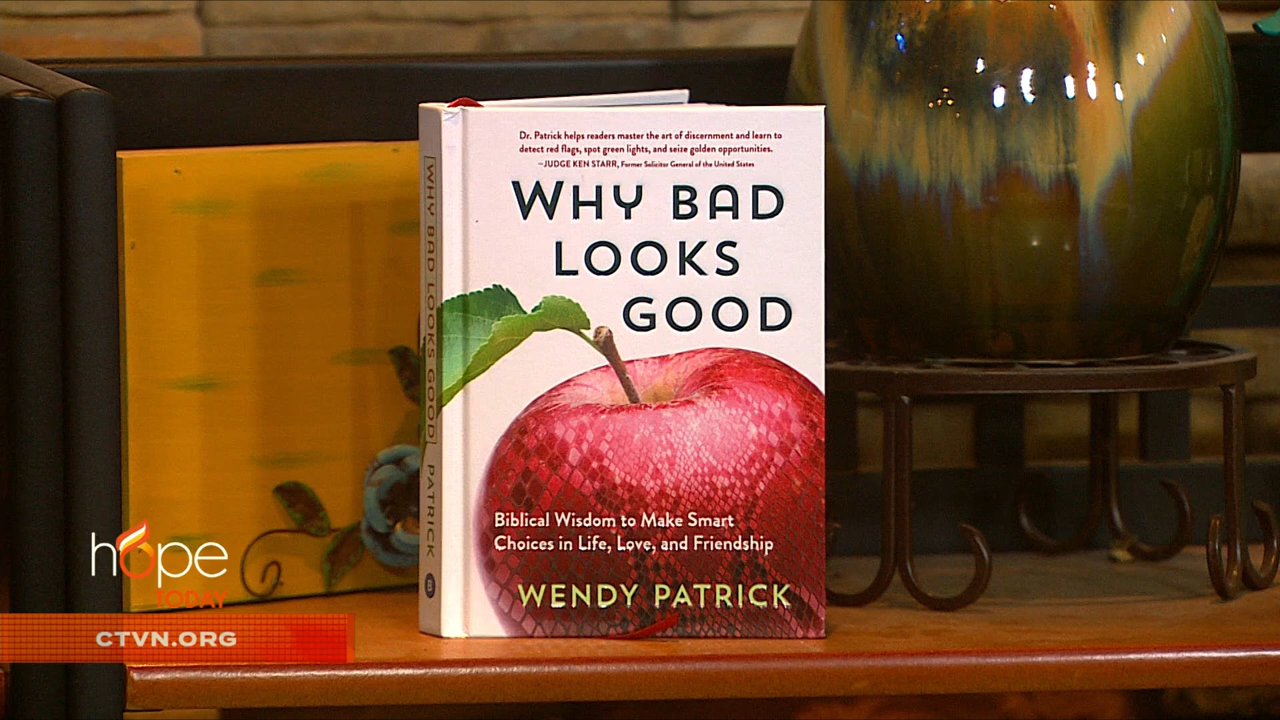 Dr. Patrick helps readers master the art of discernment and learn to
detect red flags, spot green lights, and seize golden opportunities.
—JUDGE KEN STARR, Former Solicitor General of the United States
WHY BAD
LOOKS
GOOD
Biblical Wisdom to Make Smart
Choices in Life, Love, and Friendship
WENDY PATRICK
WHY BAD LOOKS GOOD PATRICK B
hope
TODAY
CTVN.ORG